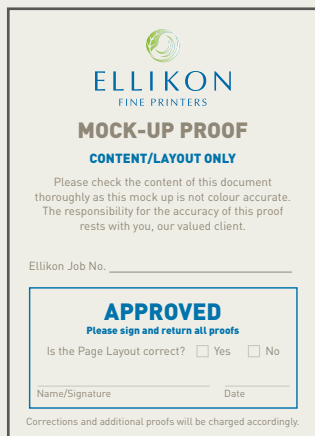 ELLIKON
FINE PRINTERS
MOCK-UP PROOF
CONTENT/LAYOUT ONLY
Please check the content of this document
thoroughly as this mock up is not colour accurate.
The responsibility for the accuracy of this proof
rests with you, our valued client.
Ellikon Job No.
APPROVED
Please sign and return all proofs
Is the Page Layout correct? Yes No
Name/Signature Date
Corrections and additional proofs will be charged accordingly.